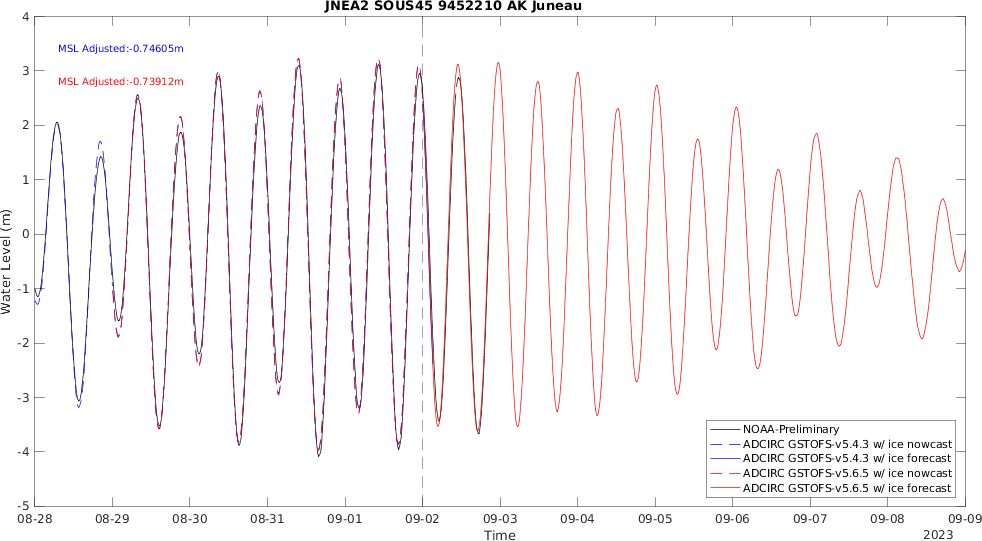 JNEA2 SOUS45 9452210 AK Juneau
MSL Adjusted:-0.74605m
MSL Adjusted:-0.73912m
Water Level (m)
4
3
2
1
0
-1
-2
-3
-4
-5
NOAA-Preliminary
ADCIRC GSTOFS-v5.4.3 w/ ice nowcast
ADCIRC GSTOFS-v5.4.3 w/ ice forecast
ADCIRC GSTOFS-v5.6.5 w/ ice nowcast
ADCIRC GSTOFS-v5.6.5 w/ ice forecast
08-28 08-29 08-30 08-31 09-01 09-02 09-03 09-04 09-05 09-06 09-07 09-08 09-09
Time
2023